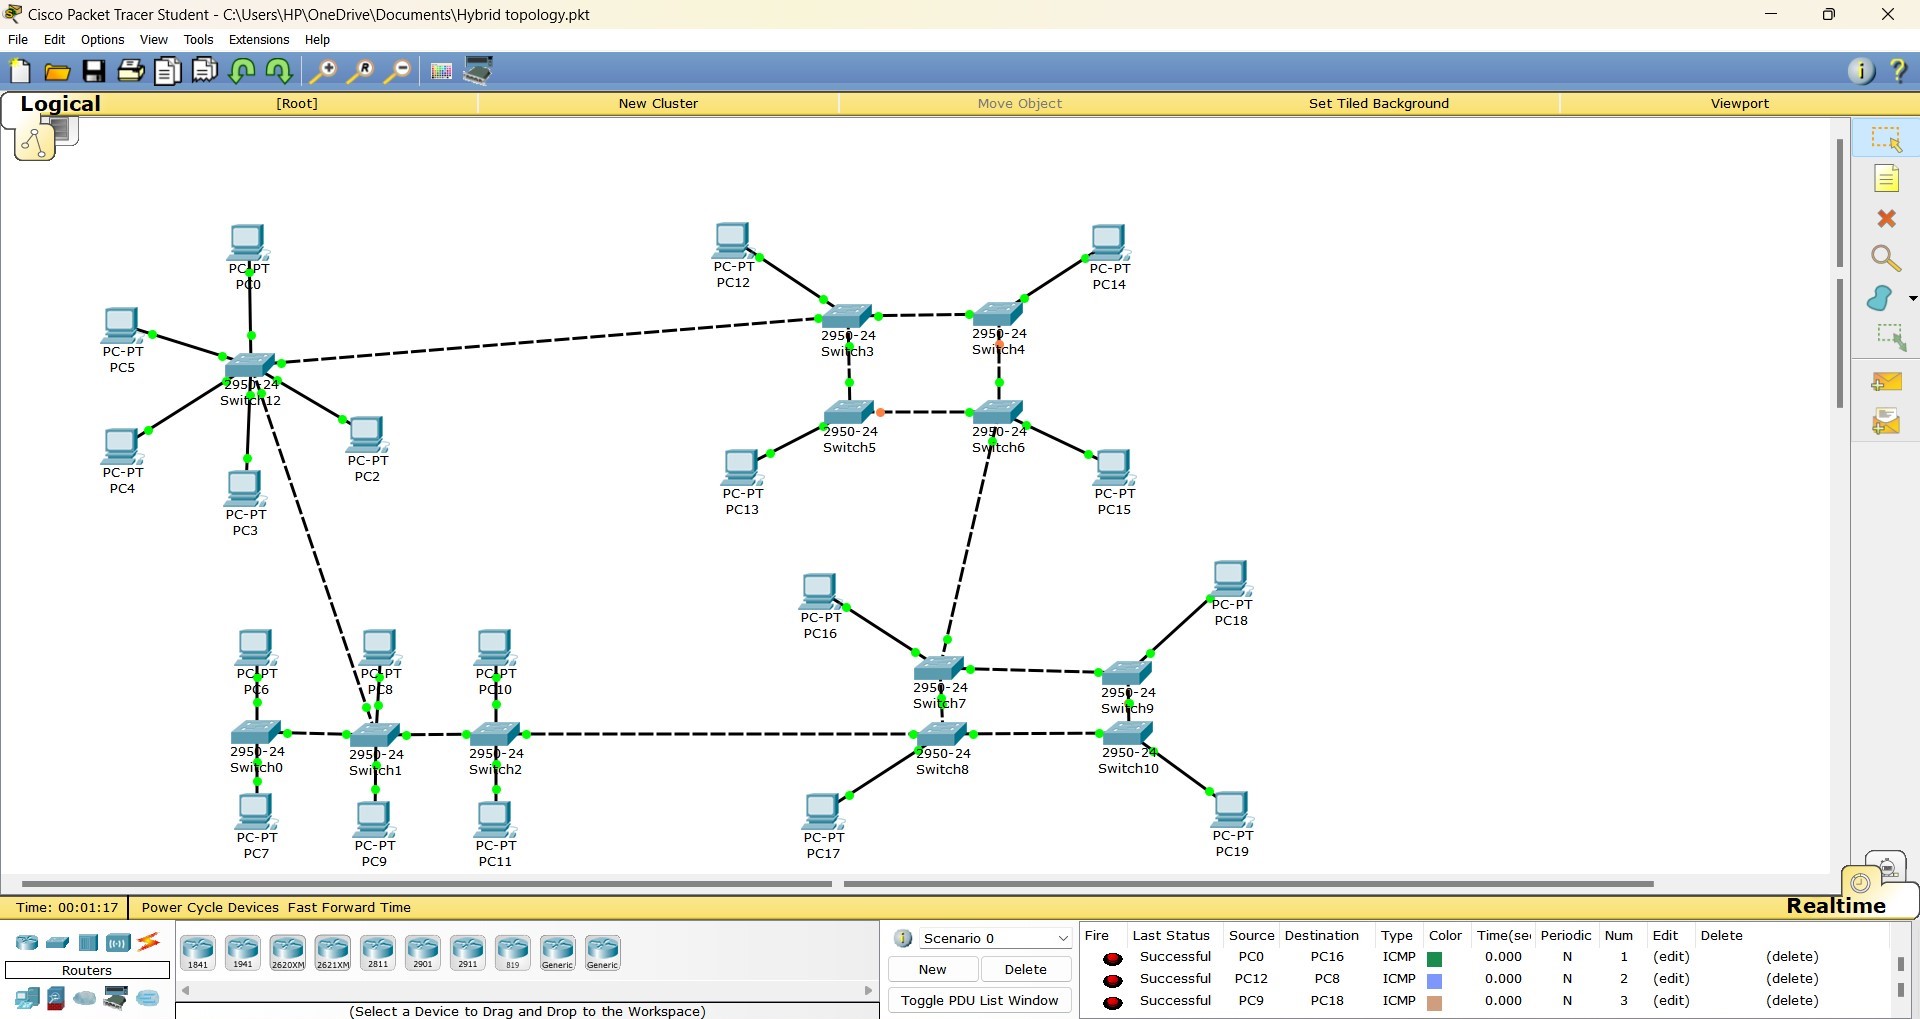 Cisco Packet Tracer Student - C:\Users\HP\OneDrive\Documents\Hybrid topology.pkt
File Edit Options View Tools Extensions Help
Logical [Root] New Cluster Move Object Set Tiled Background Viewport
PC-PT
PC0
PC-PT
PC5
2950-24
Switch12
PC-PT
PC4
PC-PT
PC3
PC-PT
PC2
PC-PT
PC12
PC-PT
PC14
2950-24
Switch3
2950-24
Switch4
2950-24
Switch5
2950-24
Switch6
PC-PT
PC13
PC-PT
PC15
PC-PT
PC16
PC-PT
PC18
2950-24
Switch7
2950-24
Switch9
2950-24
Switch8
2950-24
Switch10
PC-PT
PC17
PC-PT
PC19
PC-PT
PC6
PC-PT
PC8
PC-PT
PC10
2950-24
Switch0
2950-24
Switch1
2950-24
Switch2
PC-PT
PC7
PC-PT
PC9
PC-PT
PC11
Time: 00:01:17 Power Cycle Devices Fast Forward Time
Realtime
Routers
1841 1941 2620XM 2621XM 2811 2901 2911 819 Generic Generic
(Select a Device to Drag and Drop to the Workspace)
Scenario 0
New Delete
Toggle PDU List Window
Fire Last Status Source Destination Type Color Time(sec Periodic Num Edit Delete
Successful PC0 PC16 ICMP 0.000 N 1 (edit) (delete)
Successful PC12 PC8 ICMP 0.000 N 2 (edit) (delete)
Successful PC9 PC18 ICMP 0.000 N 3 (edit) (delete)